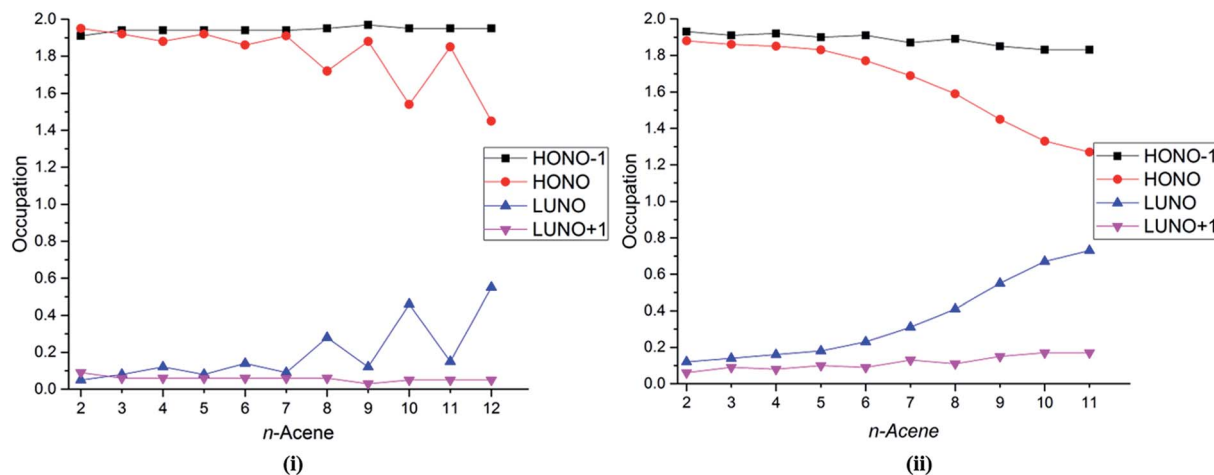 2.0
1.8
1.6
1.4
1.2
1.0
0.8
0.6
0.4
0.2
0.0
Occupation
2 3 4 5 6 7 8 9 10 11 12
n-Acene
HONO-1
HONO
LUNO
LUNO+1
(i)
2.0
1.8
1.6
1.4
1.2
1.0
0.8
0.6
0.4
0.2
0.0
Occupation
2 3 4 5 6 7 8 9 10 11
n-Acene
HONO-1
HONO
LUNO
LUNO+1
(ii)